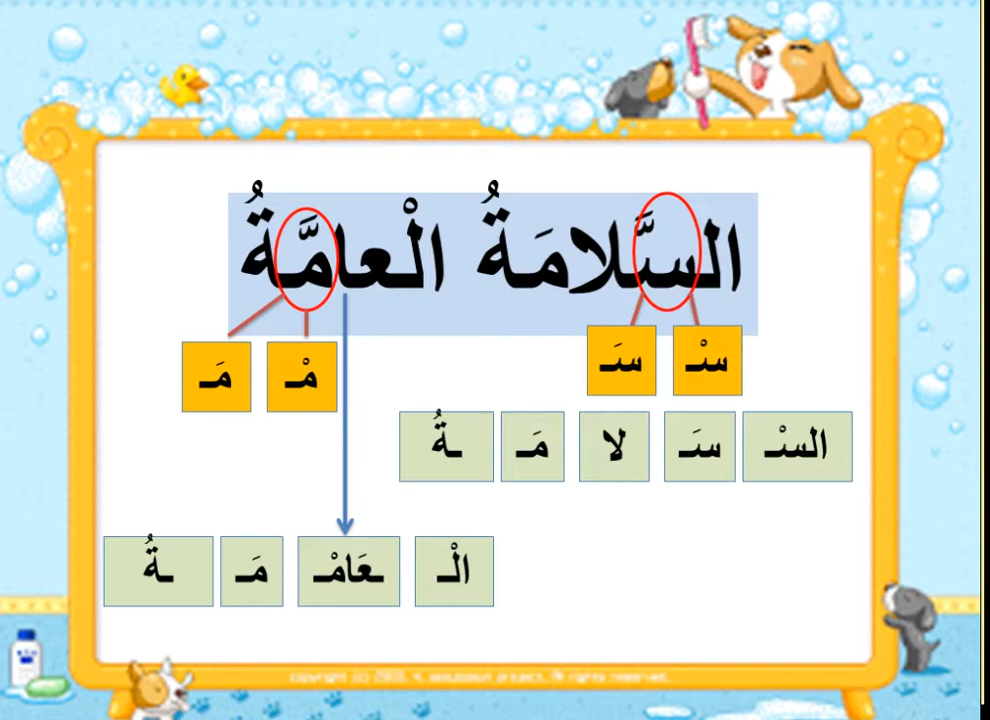 السَّلامَةُ الْعامَّةُ
سْـ سَـ
مْـ مَـ
السْـ سَـ لا مَـ ـةُ
الْـ ـعَامْـ مَـ ـةُ